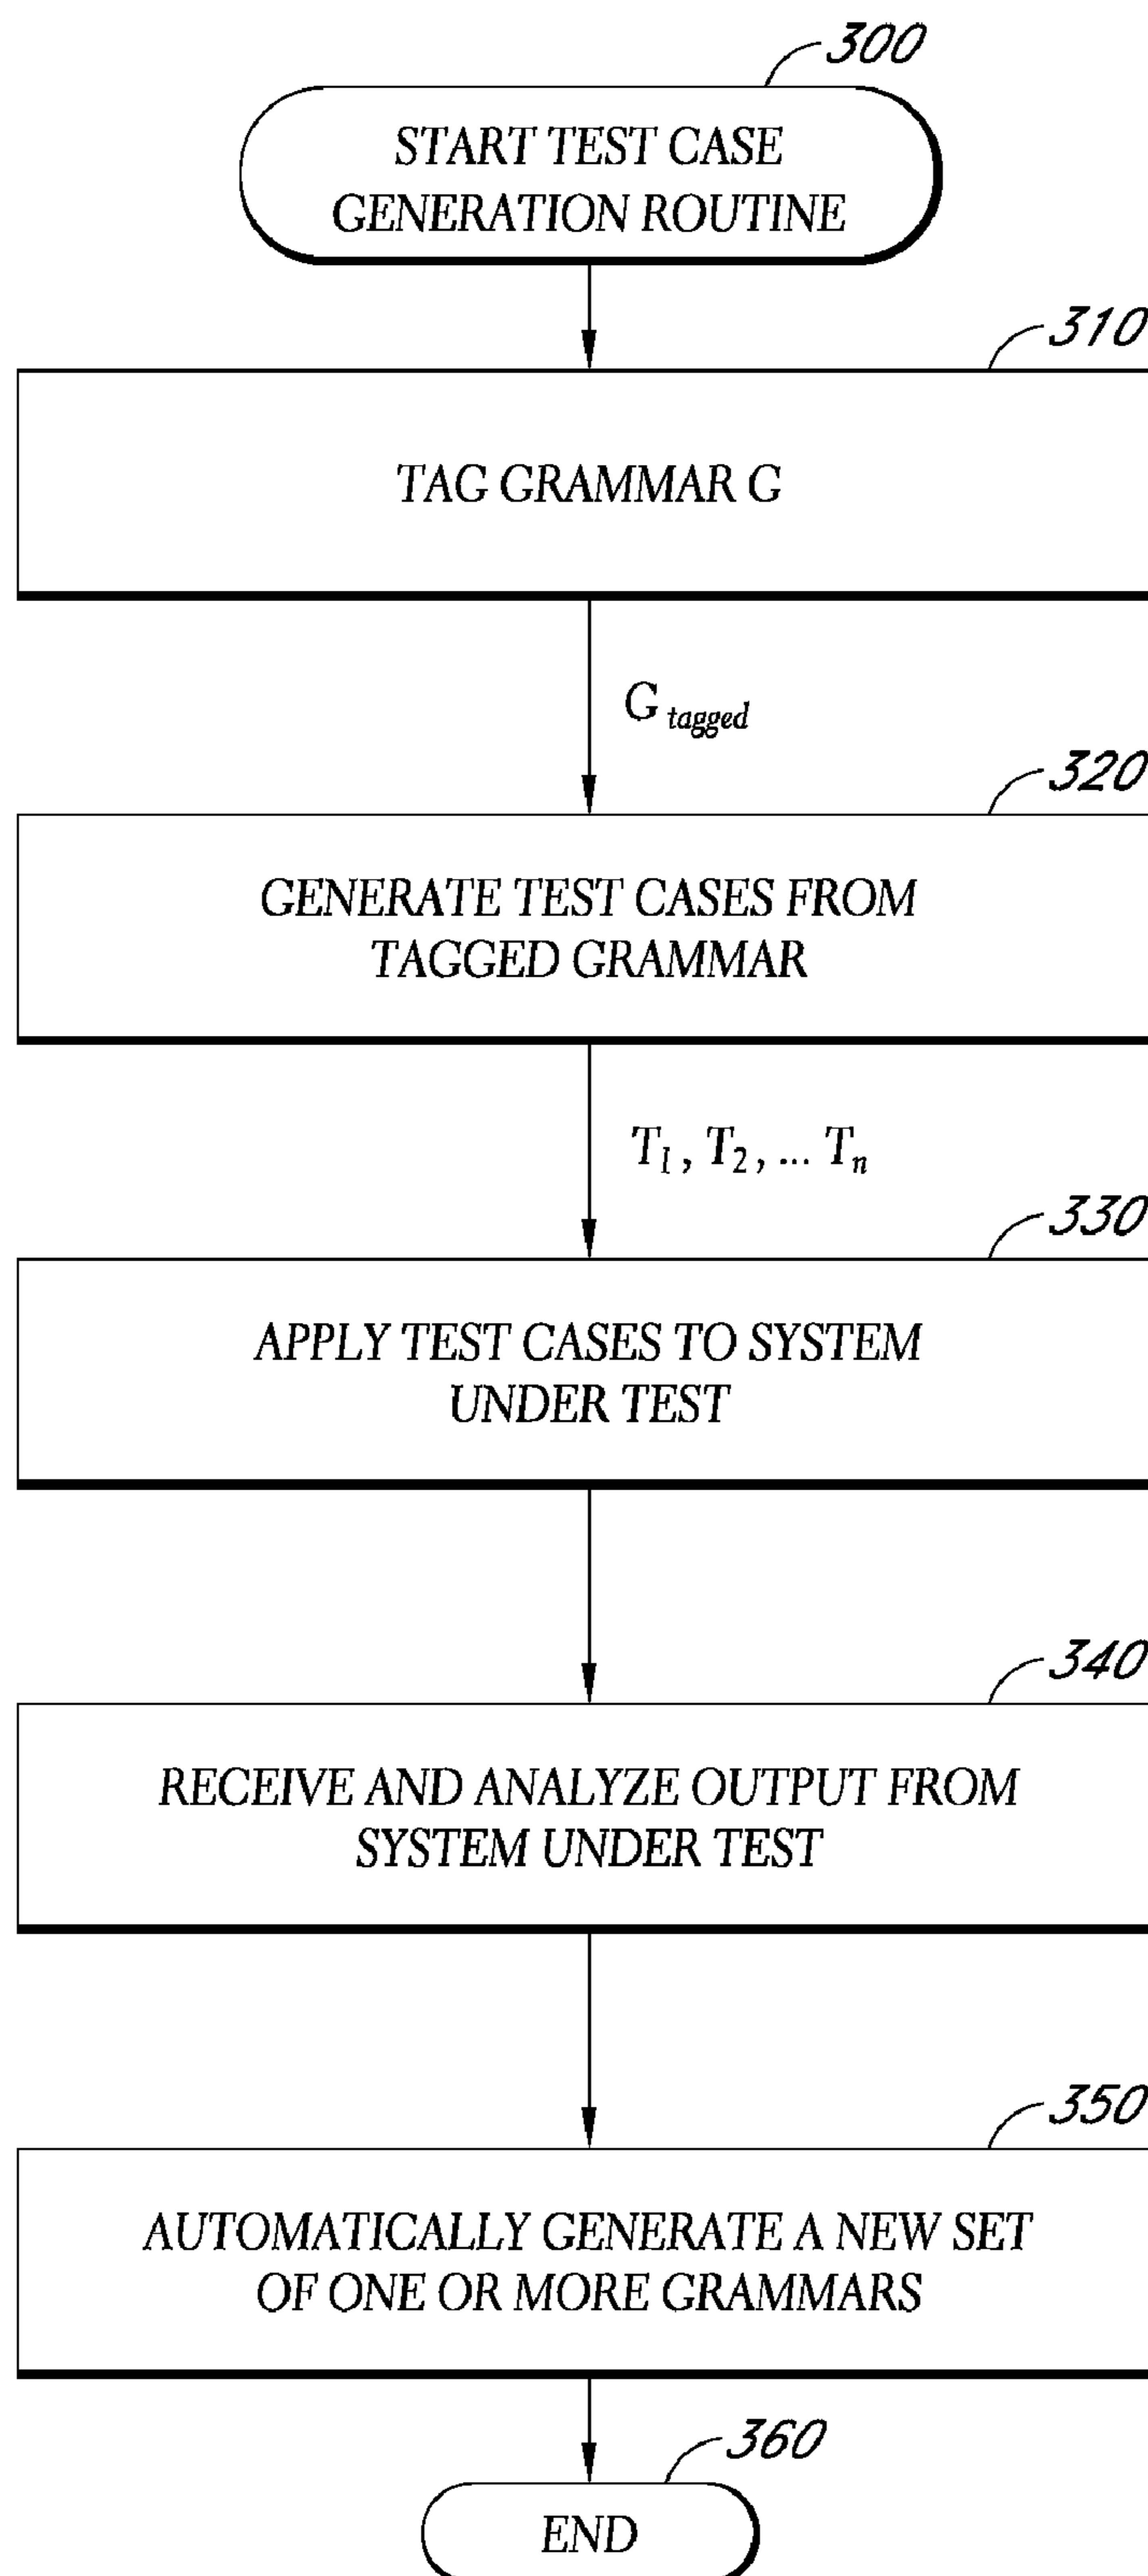 300
START TEST CASE
GENERATION ROUTINE
310
TAG GRAMMAR G
G tagged
320
GENERATE TEST CASES FROM
TAGGED GRAMMAR
T1, T2, ... Tn
330
APPLY TEST CASES TO SYSTEM
UNDER TEST
340
RECEIVE AND ANALYZE OUTPUT FROM
SYSTEM UNDER TEST
350
AUTOMATICALLY GENERATE A NEW SET
OF ONE OR MORE GRAMMARS
360
END